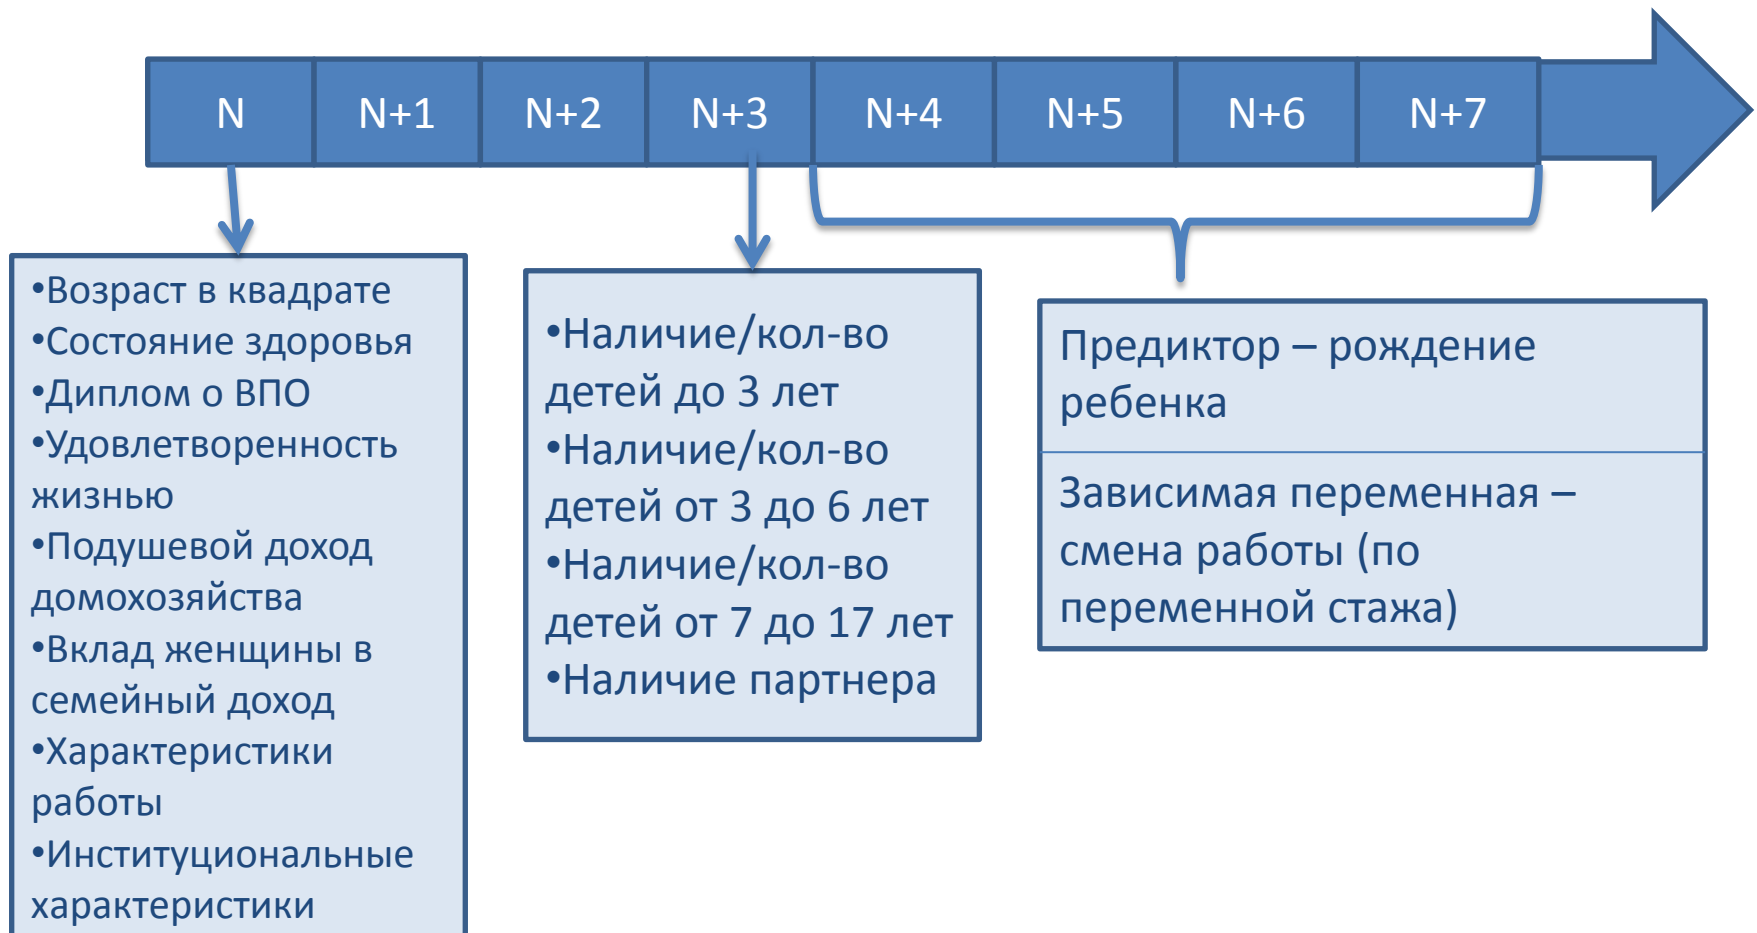 N N+1 N+2 N+3 N+4 N+5 N+6 N+7
•Возраст в квадрате
•Состояние здоровья
•Диплом о ВПО
•Удовлетворенность
жизнью
•Подушевой доход
домохозяйства
•Вклад женщины в
семейный доход
•Характеристики
работы
•Институциональные
характеристики
•Наличие/кол-во
детей до 3 лет
•Наличие/кол-во
детей от 3 до 6 лет
•Наличие/кол-во
детей от 7 до 17 лет
•Наличие партнера
Предиктор – рождение
ребенка
Зависимая переменная –
смена работы (по
переменной стажа)